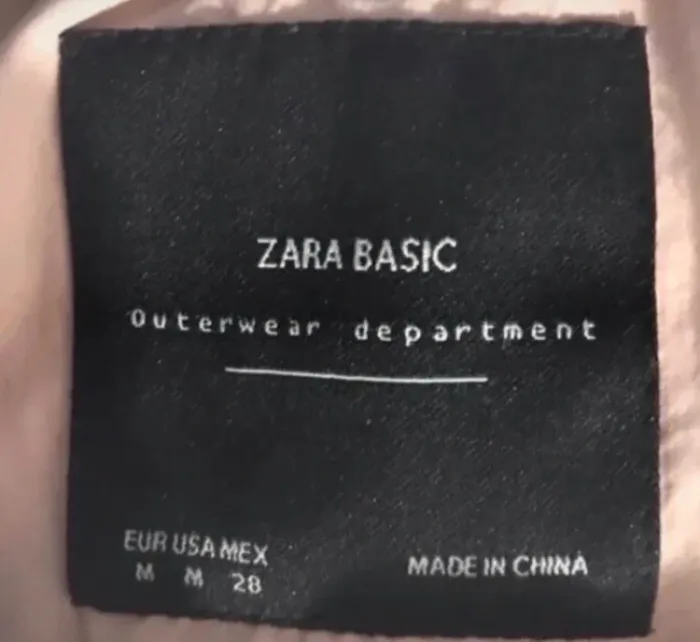 ZARA BASIC
Outerwear department
EUR USA MEX
M M 28
MADE IN CHINA